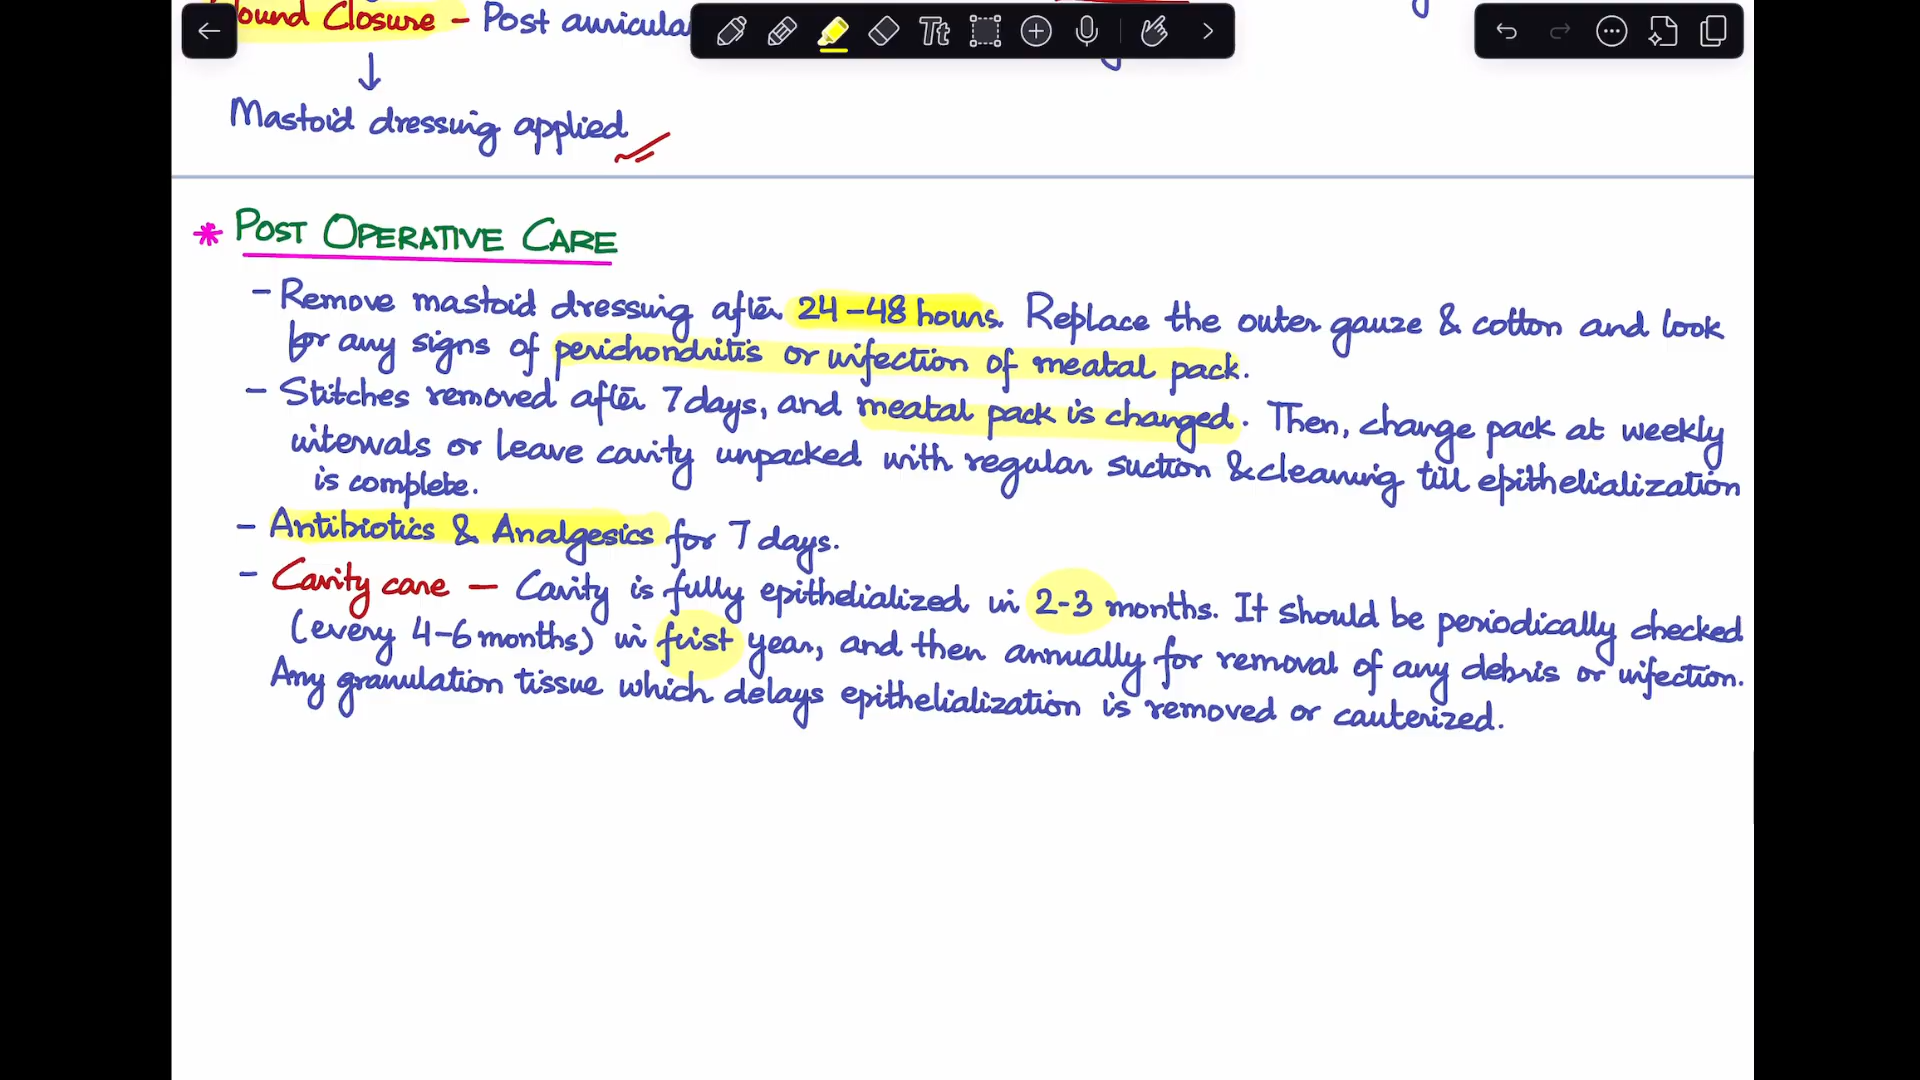 Wound Closure - Post auricula
Mastoid dressing applied
* POST OPERATIVE CARE
- Remove mastoid dressing after 24-48 hours. Replace the outer gauze & cotton and look
for any signs of perichondritis or infection of meatal pack.
- Stitches removed after 7 days, and meatal pack is changed. Then, change pack at weekly
intervals or leave cavity unpacked with regular suction & cleaning till epithelialization
is complete.
- Antibiotics & Analgesics for 7 days.
- Cavity care - Cavity is fully epithelialized in 2-3 months. It should be periodically checked
(every 4-6 months) in first year, and then annually for removal of any debris or infection.
Any granulation tissue which delays epithelialization is removed or cauterized.